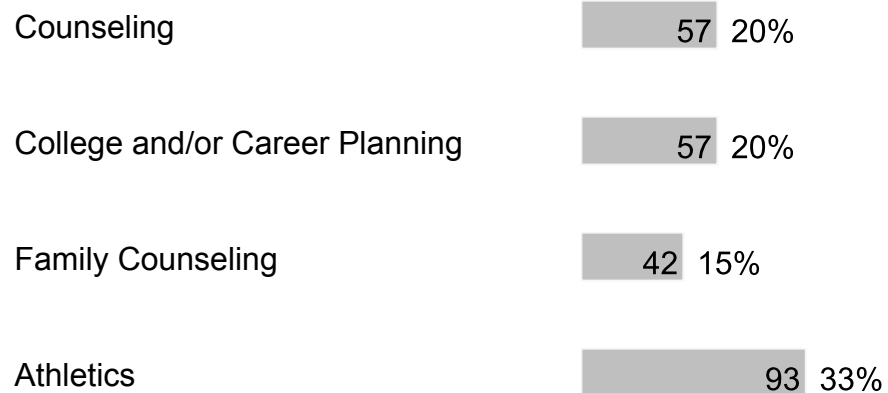 Counseling 57 20%
College and/or Career Planning 57 20%
Family Counseling 42 15%
Athletics 93 33%